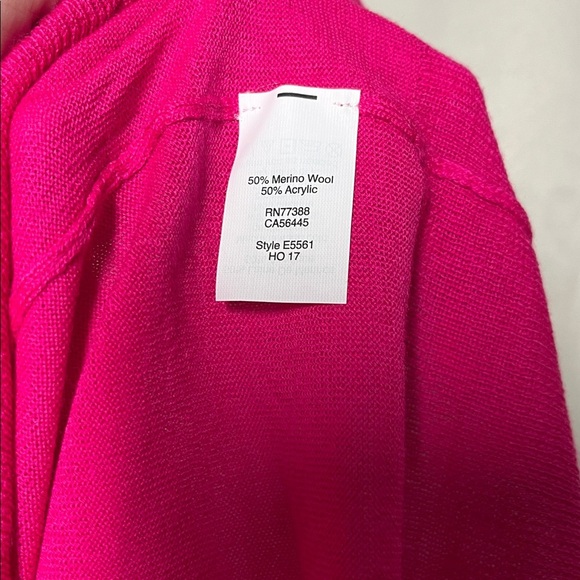 50% Merino Wool
50% Acrylic
RN77388
CA56445
Style E5561
HO 17